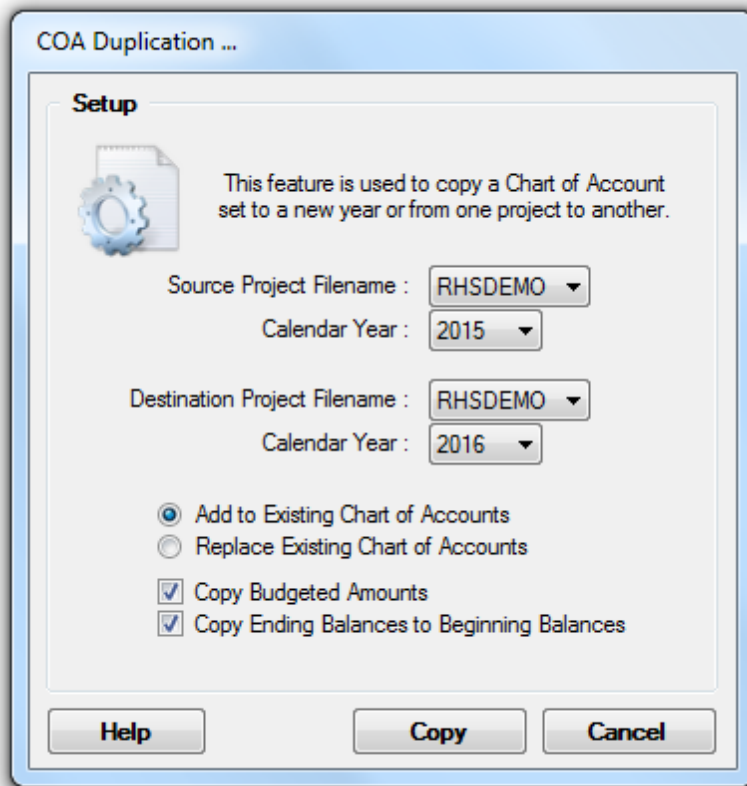 COA Duplication ...
Setup
This feature is used to copy a Chart of Account
set to a new year or from one project to another.
Source Project Filename : RHSDEMO
Calendar Year : 2015
Destination Project Filename : RHSDEMO
Calendar Year : 2016
Add to Existing Chart of Accounts
Replace Existing Chart of Accounts
Copy Budgeted Amounts
Copy Ending Balances to Beginning Balances
Help Copy Cancel